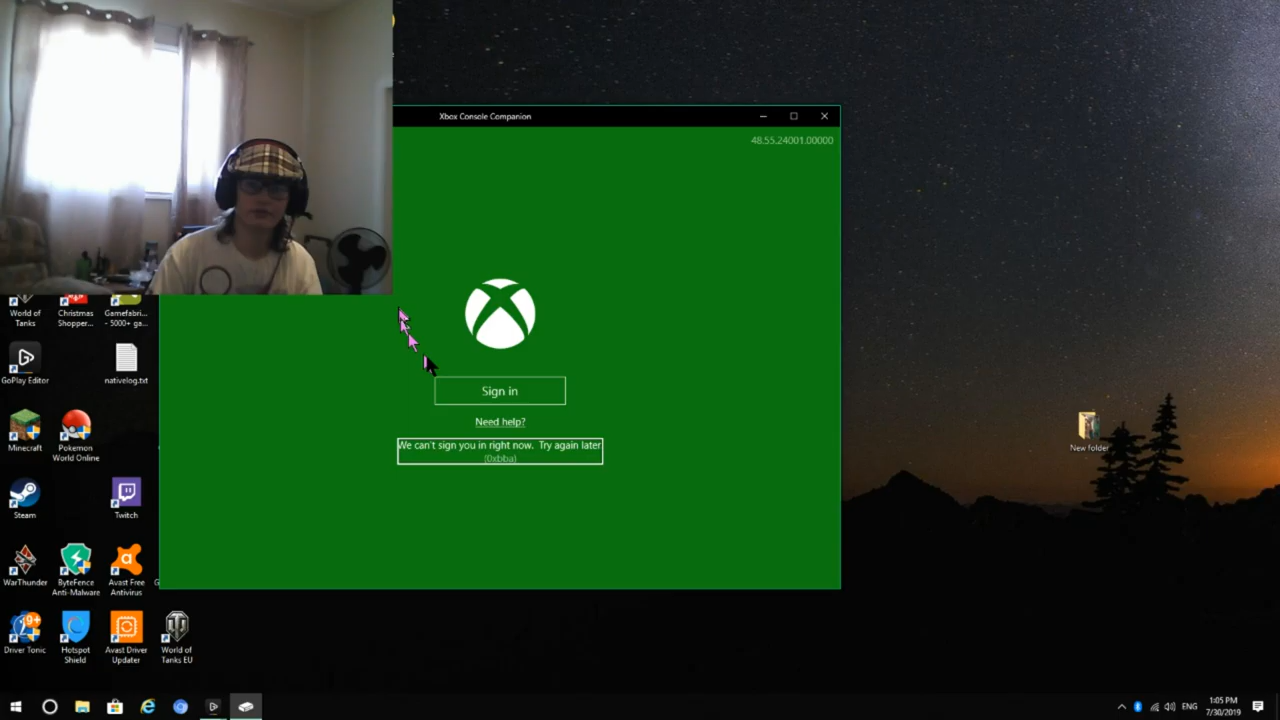 Xbox Console Companion
48.55.24001.00000
Sign in
Need help?
We can't sign you in right now. Try again later
(0xbba)
World of
Tanks
Christmas
Shopper...
Gamefabri...
- 5000+ ga...
GoPlay Editor
nativelog.txt
Minecraft
Pokemon
World Online
Steam
Twitch
WarThunder
ByteFence
Anti-Malware
Avast Free
Antivirus
G
Driver Tonic
Hotspot
Shield
Avast Driver
Updater
World of
Tanks EU
New folder
ENG
1:05 PM
7/30/2019